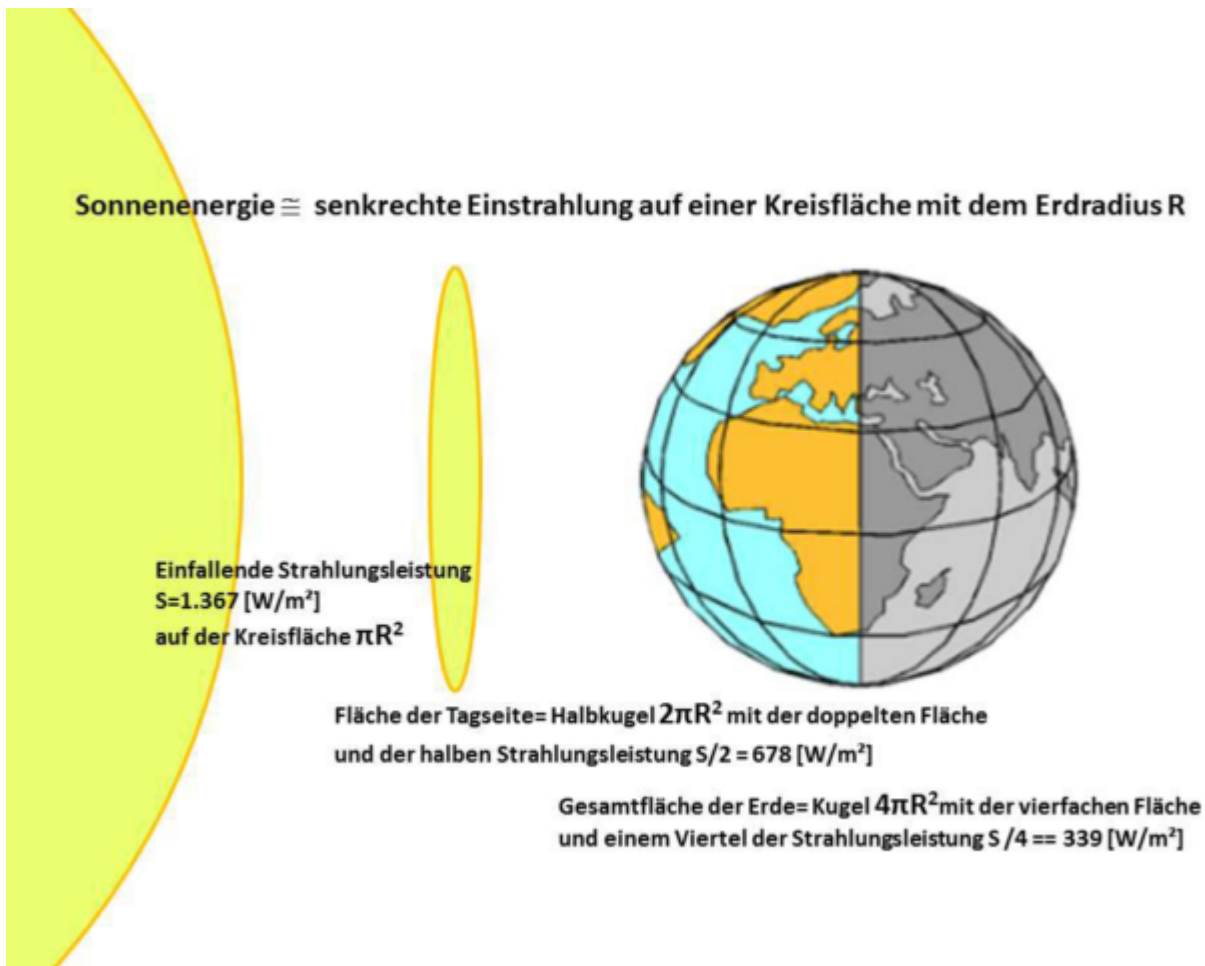 Sonnenenergie ≅ senkrechte Einstrahlung auf einer Kreisfläche mit dem Erdradius R
Einfallende Strahlungsleistung
S=1.367 [W/m²]
auf der Kreisfläche πR²
Fläche der Tagseite= Halbkugel 2πR² mit der doppelten Fläche
und der halben Strahlungsleistung S/2 = 678 [W/m²]
Gesamtfläche der Erde= Kugel 4πR² mit der vierfachen Fläche
und einem Viertel der Strahlungsleistung S /4 == 339 [W/m²]